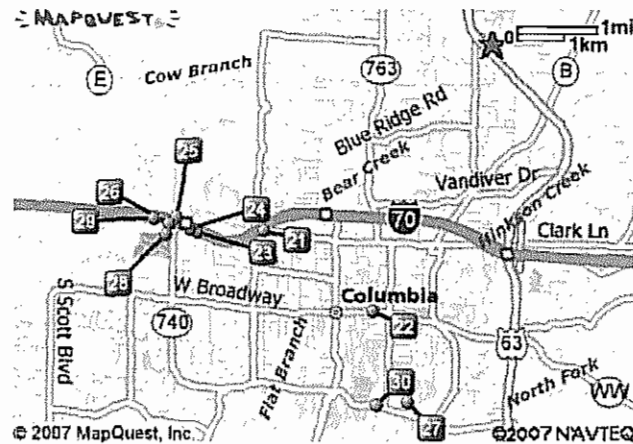 MAPQUEST
0 1mi
1km
E
Cow Branch
763
B
Blue Ridge Rd
Bear Creek
25
Vandiver Dr
26
24
Hinkson Creek
29
70
23
21
Clark Ln
28
W Broadway
Columbia
S Scott Blvd
740
22
63
Flat Branch
30
North Fork
WW
27
© 2007 MapQuest, Inc.
©2007 NAVTEQ